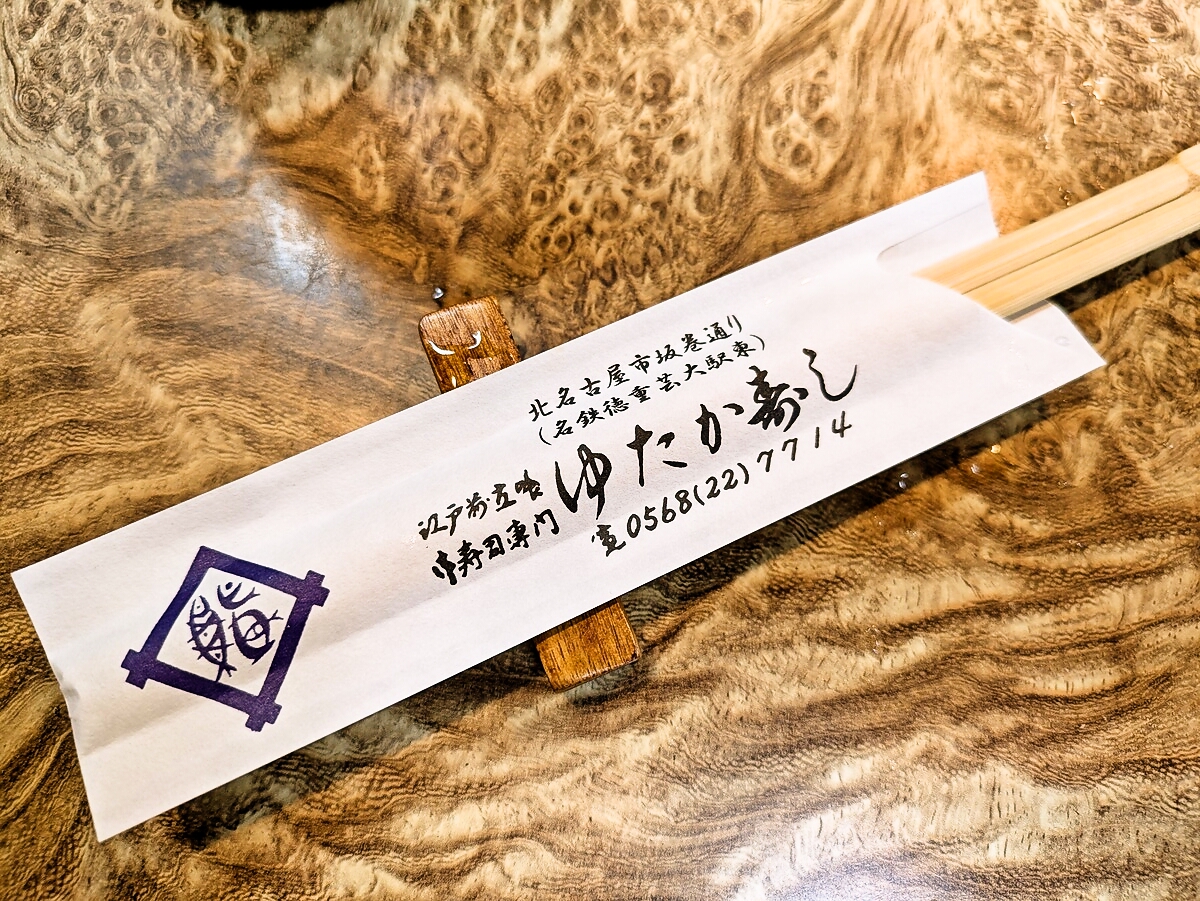 北名古屋市坂巻通り
(名鉄徳重芸大駅東)
江戸前立喰
串寿司専門
ゆたか寿し
☎0568(22)7714